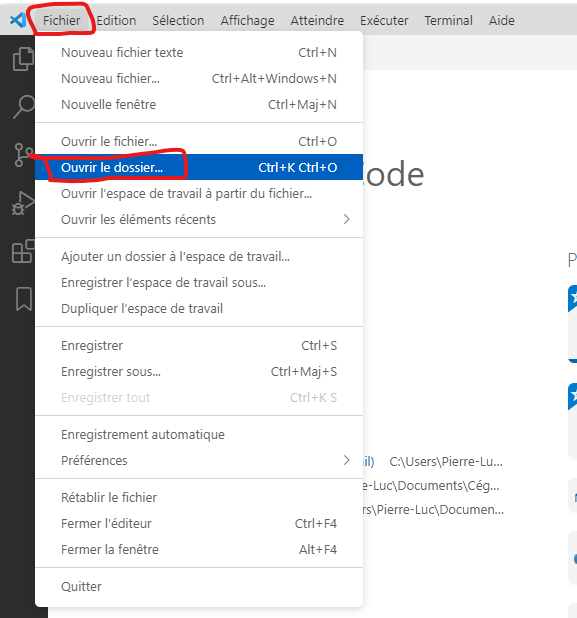 Fichier Edition Sélection Affichage Atteindre Exécuter Terminal Aide
Nouveau fichier texte Ctrl+N
Nouveau fichier... Ctrl+Alt+Windows+N
Nouvelle fenêtre Ctrl+Maj+N
Ouvrir le fichier... Ctrl+O
Ouvrir le dossier... Ctrl+K Ctrl+O
Ouvrir l'espace de travail à partir du fichier...
Ouvrir les éléments récents
Ajouter un dossier à l'espace de travail...
Enregistrer l'espace de travail sous...
Dupliquer l'espace de travail
Enregistrer Ctrl+S
Enregistrer sous... Ctrl+Maj+S
Enregistrer tout Ctrl+K S
Enregistrement automatique
Préférences
Rétablir le fichier
Fermer l'éditeur Ctrl+F4
Fermer la fenêtre Alt+F4
Quitter
ode
P
il) C:\Users\Pierre-Lu...
re-Luc\Documents\Cég...
rs\Pierre-Luc\Documen...